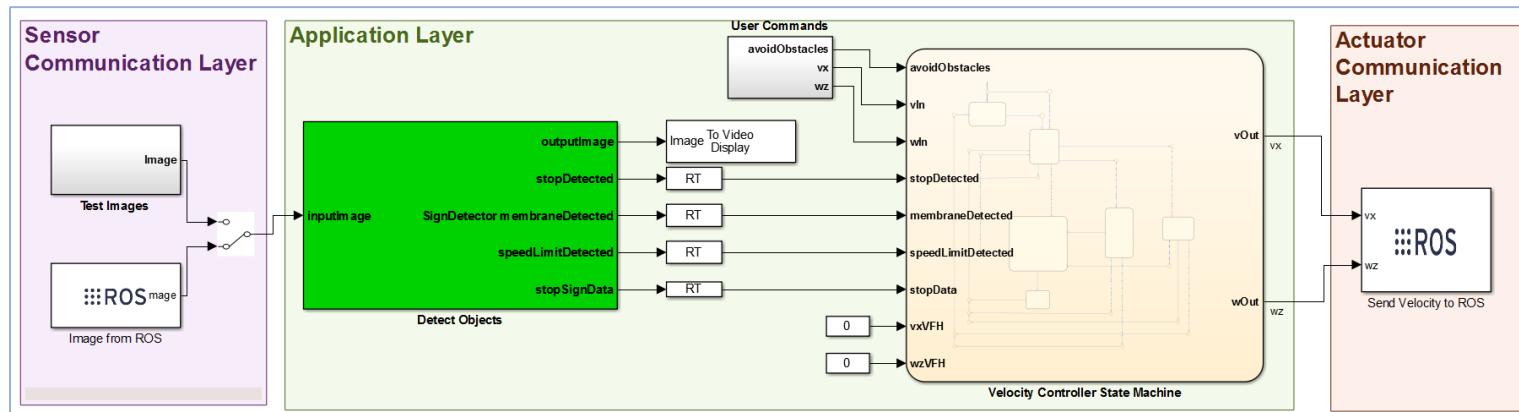 Sensor
Communication Layer
Image
Test Images
ROS
mage
Image from ROS
Application Layer
inputImage
outputImage
stopDetected
SignDetector membraneDetected
speedLimitDetected
stopSignData
Detect Objects
Image
To Video
Display
RT
RT
RT
RT
User Commands
avoidObstacles
vx
wz
0
0
avoidObstacles
vIn
wIn
stopDetected
membraneDetected
speedLimitDetected
stopData
vxVFH
wzVFH
vOut
wOut
Velocity Controller State Machine
vx
wz
Actuator
Communication
Layer
vx
wz
ROS
Send Velocity to ROS